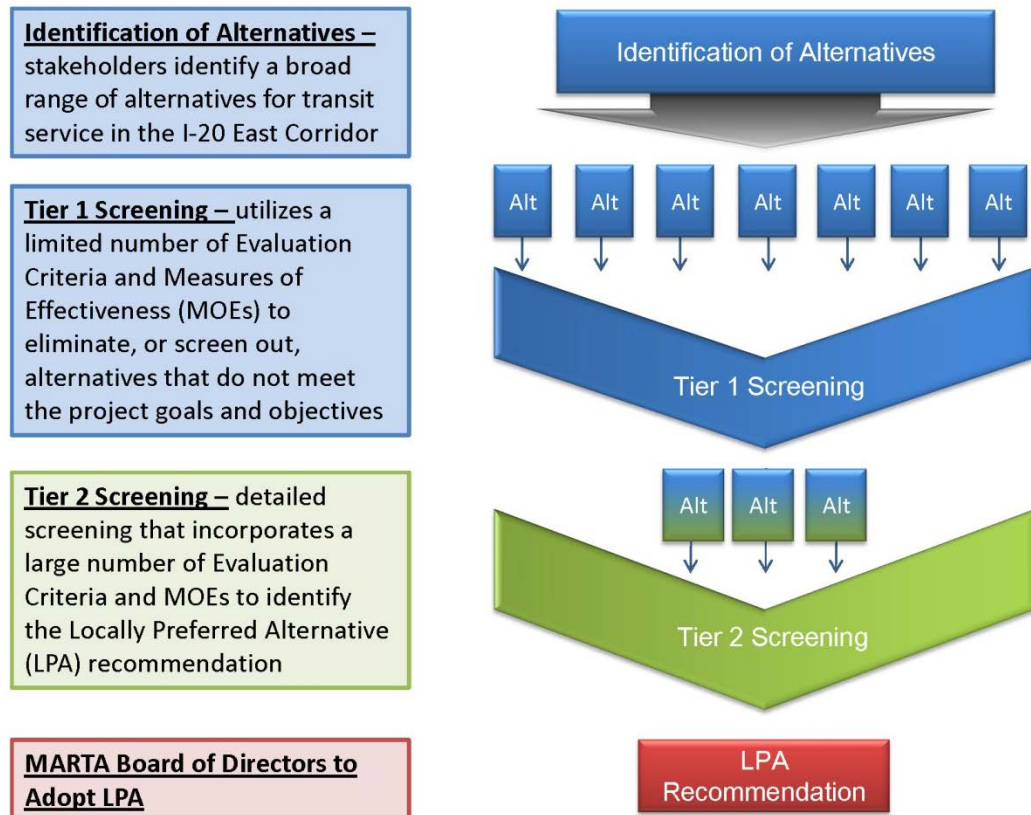 Identification of Alternatives –
stakeholders identify a broad
range of alternatives for transit
service in the I-20 East Corridor
Identification of Alternatives
Tier 1 Screening – utilizes a
limited number of Evaluation
Criteria and Measures of
Effectiveness (MOEs) to
eliminate, or screen out,
alternatives that do not meet
the project goals and objectives
Alt Alt Alt Alt Alt Alt Alt
Tier 1 Screening
Tier 2 Screening – detailed
screening that incorporates a
large number of Evaluation
Criteria and MOEs to identify
the Locally Preferred Alternative
(LPA) recommendation
Alt Alt Alt
Tier 2 Screening
MARTA Board of Directors to
Adopt LPA
LPA
Recommendation